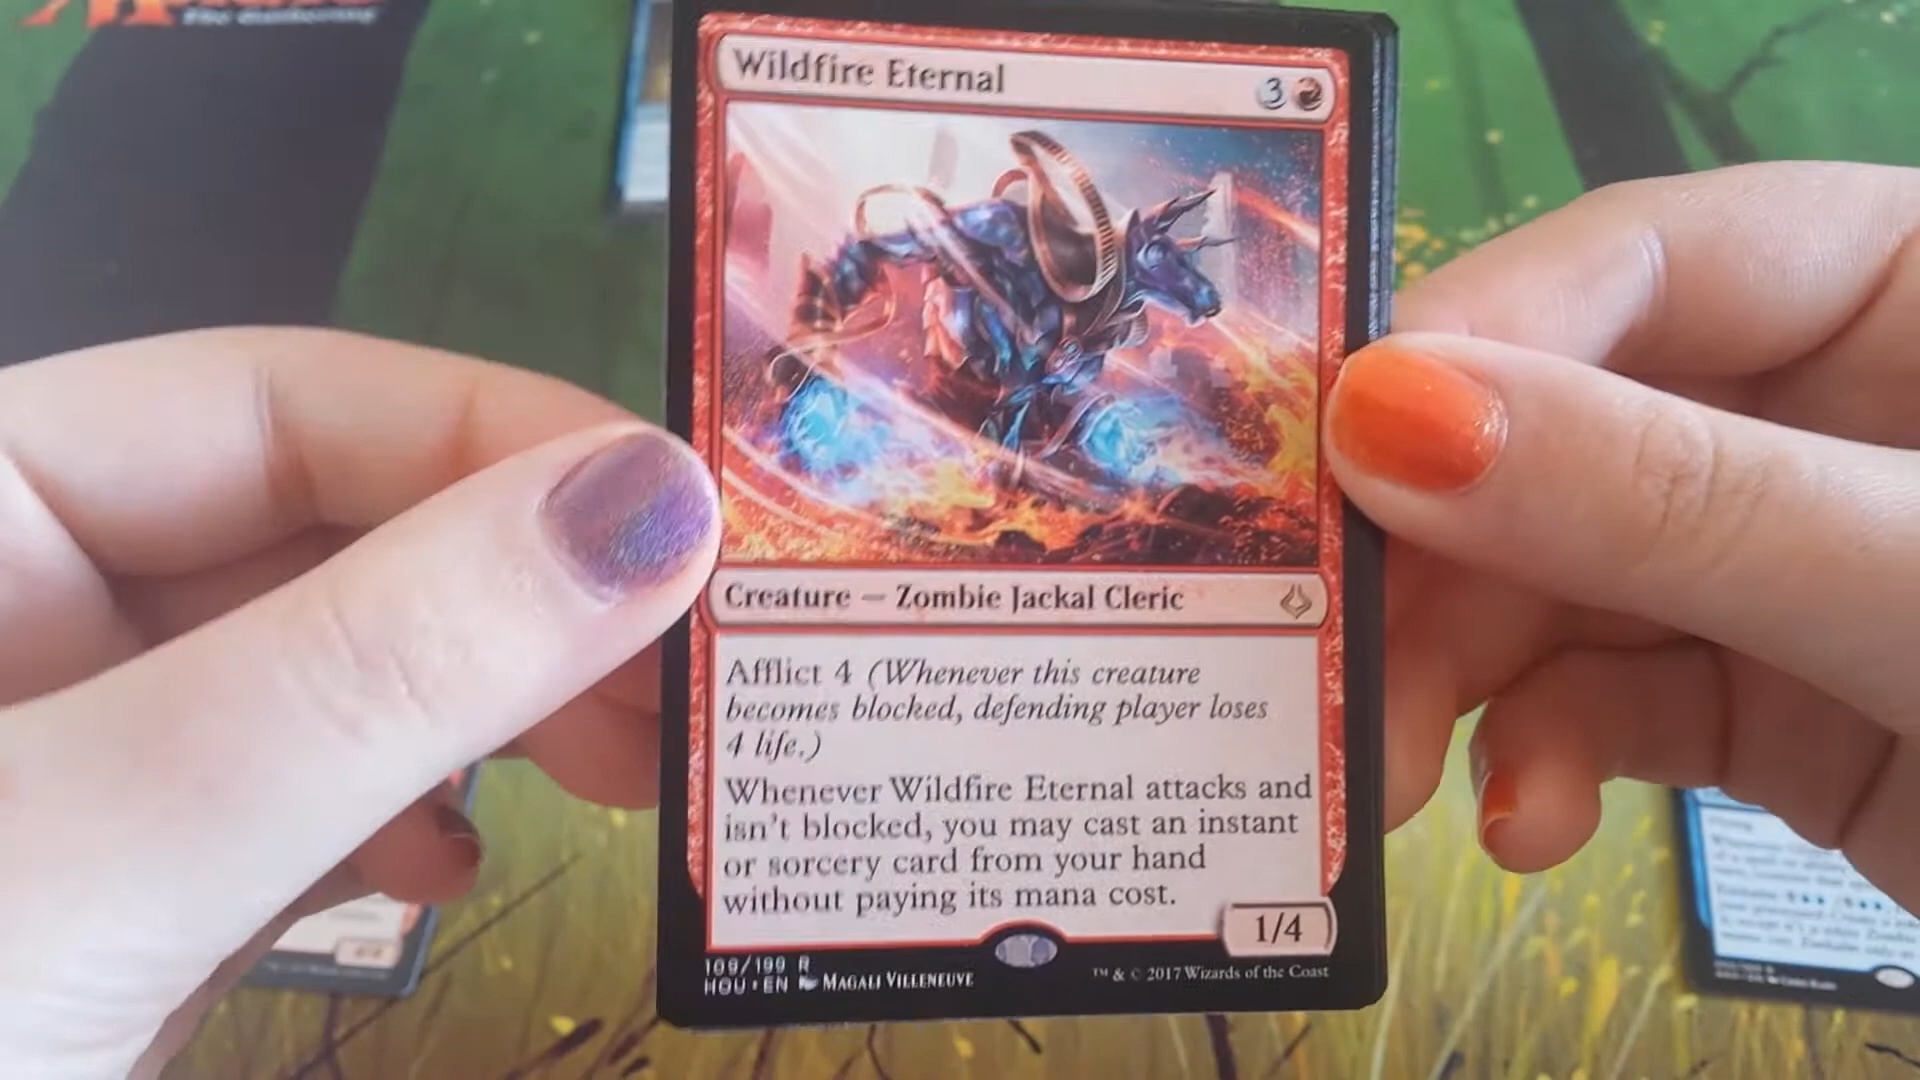 The Gathering
Wildfire Eternal
3
Creature — Zombie Jackal Cleric
Afflict 4 (Whenever this creature
becomes blocked, defending player loses
4 life.)
Whenever Wildfire Eternal attacks and
isn't blocked, you may cast an instant
or sorcery card from your hand
without paying its mana cost.
1/4
109/199 R
HOU • EN MAGALI VILLENEUVE
™ & © 2017 Wizards of the Coast